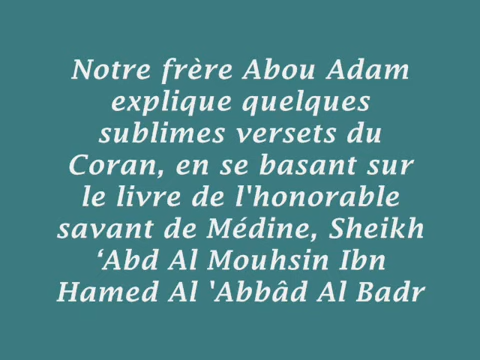 Notre frère Abou Adam
explique quelques
sublimes versets du
Coran, en se basant sur
le livre de l'honorable
savant de Médine, Sheikh
‘Abd Al Mouhsin Ibn
Hamed Al 'Abbâd Al Badr